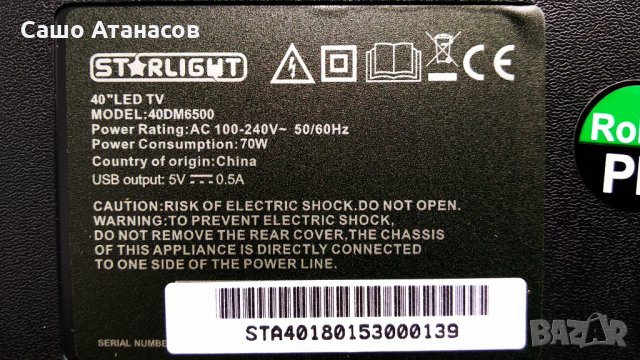 Сашо Атанасов
STARLIGHT
40"LED TV
MODEL:40DM6500
Power Rating:AC 100-240V~ 50/60Hz
Power Consumption:70W
Country of origin:China
USB output: 5V 0.5A
CAUTION:RISK OF ELECTRIC SHOCK.DO NOT OPEN.
WARNING:TO PREVENT ELECTRIC SHOCK,
DO NOT REMOVE THE REAR COVER,THE CHASSIS
OF THIS APPLIANCE IS DIRECTLY CONNECTED
TO ONE SIDE OF THE POWER LINE.
SERIAL NUMBER
STA40180153000139
BAZAR